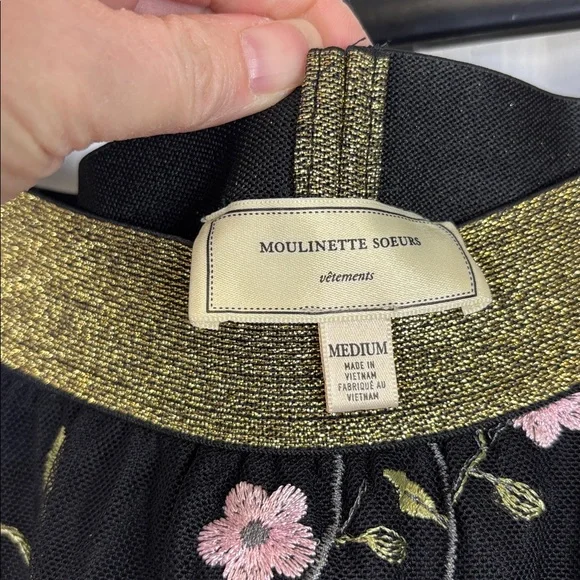 MOULINETTE SOEURS
vêtements
MEDIUM
MADE IN
VIETNAM
FABRIQUÉ AU
VIETNAM